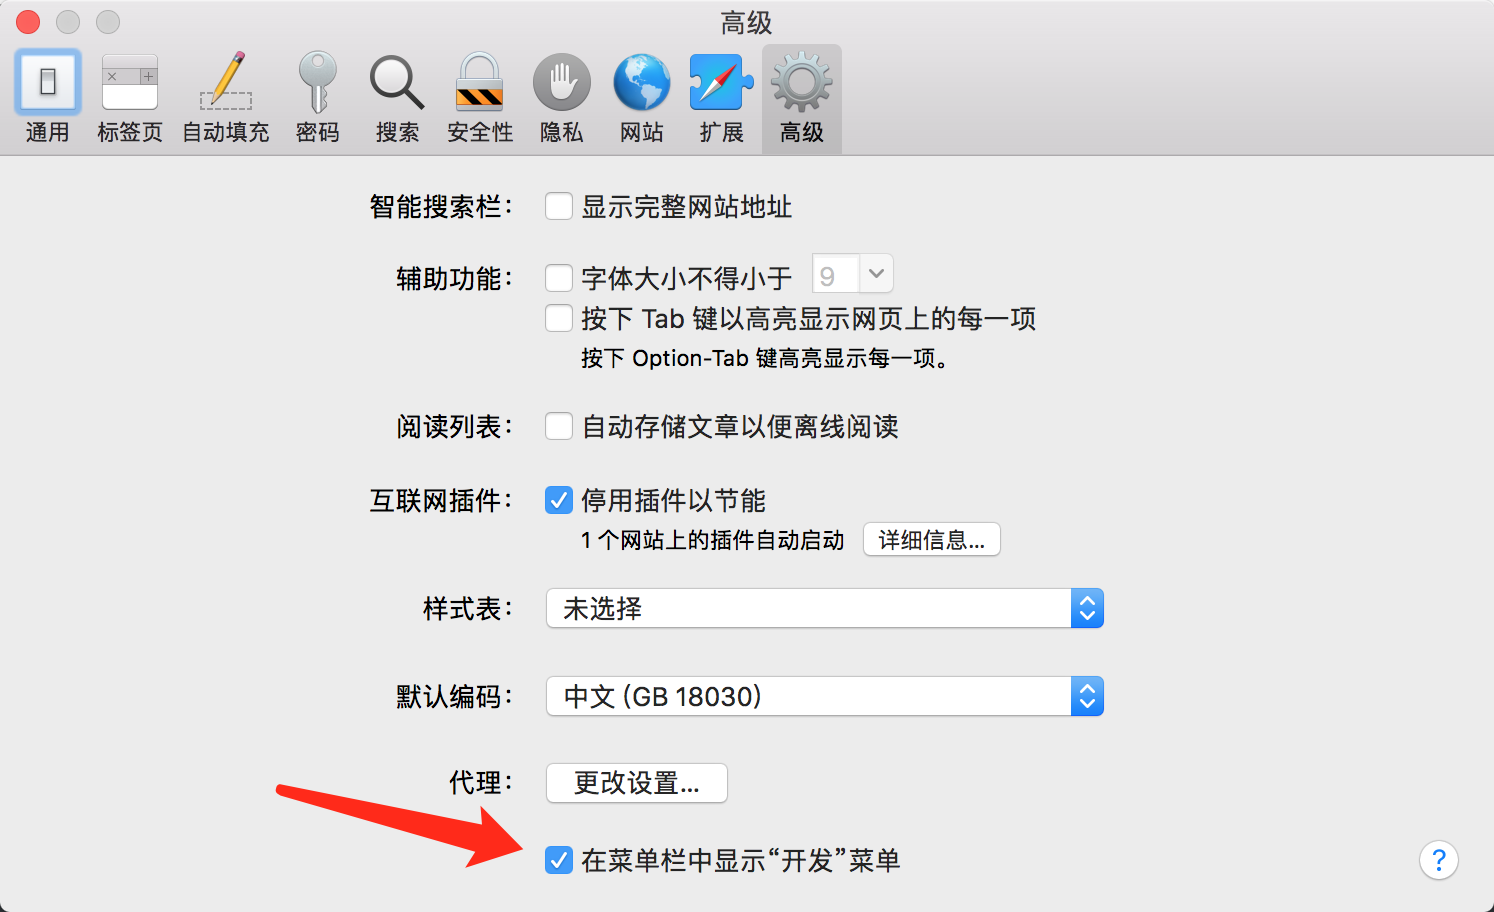 高级
通用 标签页 自动填充 密码 搜索 安全性 隐私 网站 扩展 高级
智能搜索栏： 显示完整网站地址
辅助功能： 字体大小不得小于 9
按下 Tab 键以高亮显示网页上的每一项
按下 Option-Tab 键高亮显示每一项。
阅读列表： 自动存储文章以便离线阅读
互联网插件： 停用插件以节能
1 个网站上的插件自动启动 详细信息...
样式表： 未选择
默认编码： 中文 (GB 18030)
代理： 更改设置...
在菜单栏中显示“开发”菜单 ?